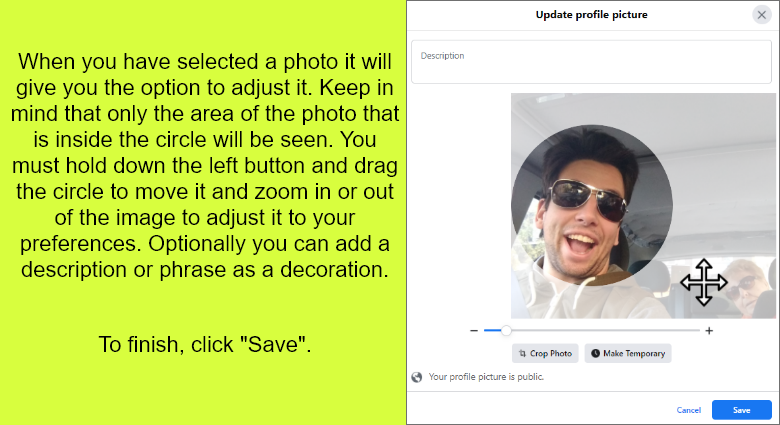 When you have selected a photo it will
give you the option to adjust it. Keep in
mind that only the area of the photo that
is inside the circle will be seen. You
must hold down the left button and drag
the circle to move it and zoom in or out
of the image to adjust it to your
preferences. Optionally you can add a
description or phrase as a decoration.
To finish, click "Save".
Update profile picture
Description
Crop Photo
Make Temporary
Your profile picture is public.
Cancel
Save